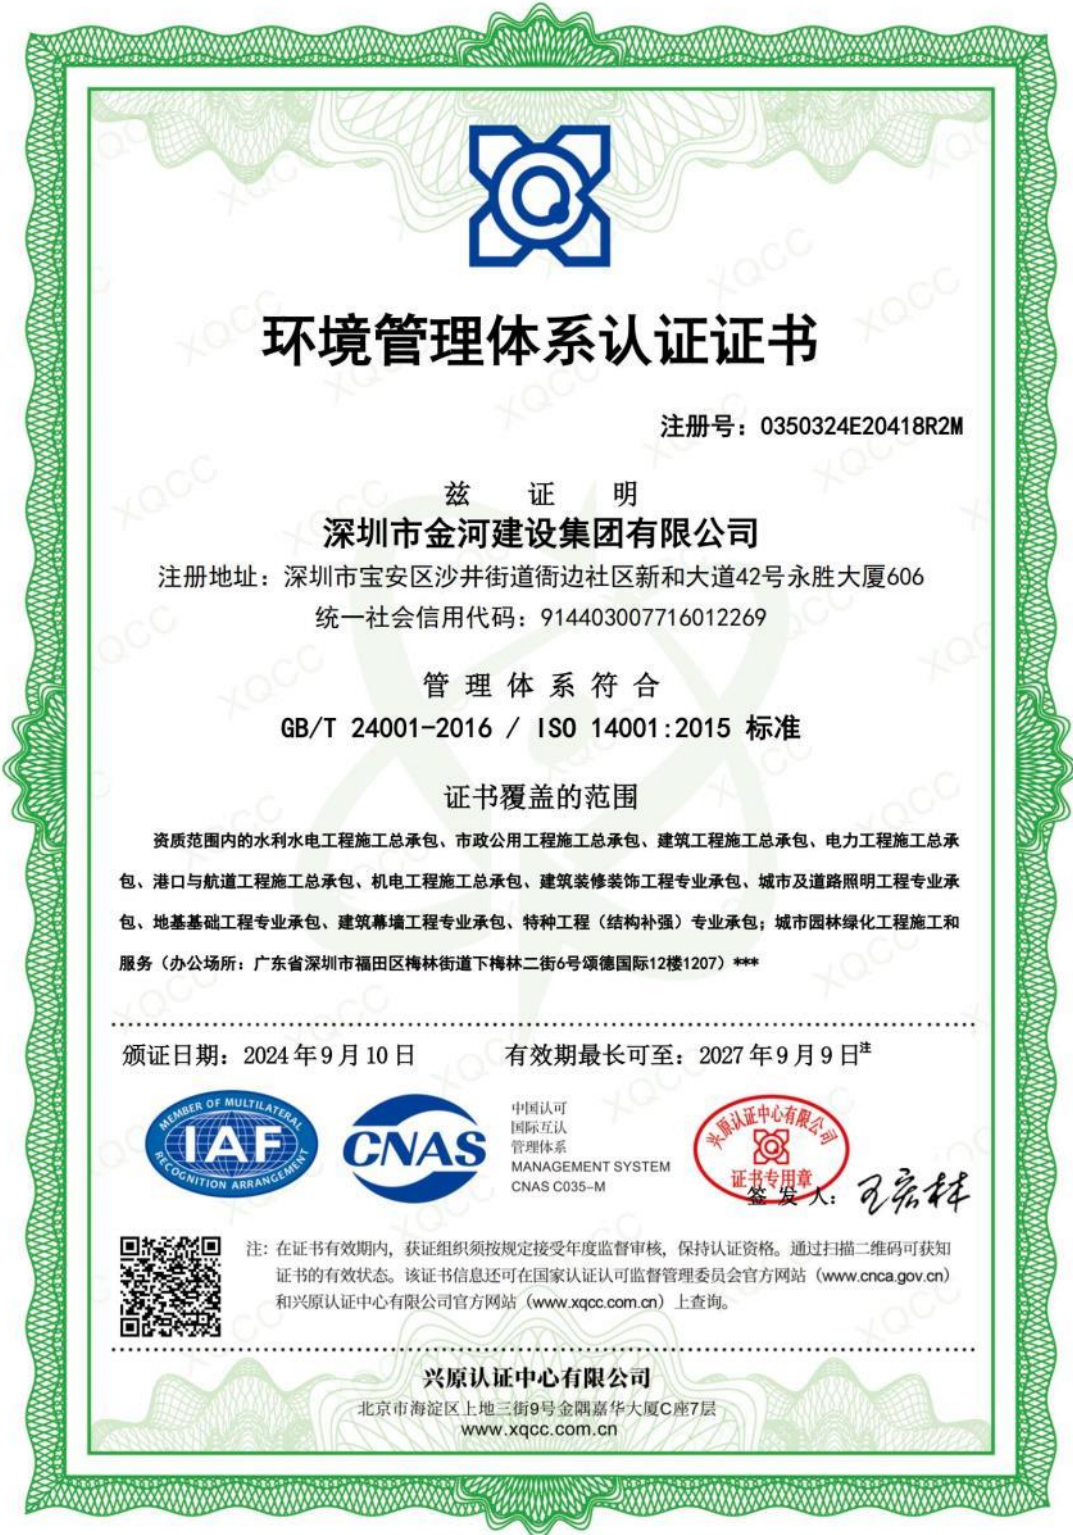 环境管理体系认证证书
注册号：0350324E20418R2M
兹 证 明
深圳市金河建设集团有限公司
注册地址：深圳市宝安区沙井街道衙边社区新和大道42号永胜大厦606
统一社会信用代码：914403007716012269
管 理 体 系 符 合
GB/T 24001-2016 / ISO 14001:2015 标准
证书覆盖的范围
资质范围内的水利水电工程施工总承包、市政公用工程施工总承包、建筑工程施工总承包、电力工程施工总承
包、港口与航道工程施工总承包、机电工程施工总承包、建筑装修装饰工程专业承包、城市及道路照明工程专业承
包、地基基础工程专业承包、建筑幕墙工程专业承包、特种工程（结构补强）专业承包；城市园林绿化工程施工和
服务（办公场所：广东省深圳市福田区梅林街道下梅林二街6号颂德国际12楼1207）***
颁证日期：2024年9月10日 有效期最长可至：2027年9月9日注
MEMBER OF MULTILATERAL
IAF
RECOGNITION ARRANGEMENT
CNAS
中国认可
国际互认
管理体系
MANAGEMENT SYSTEM
CNAS C035-M
兴原认证中心有限公司
证书专用章
签 发 人：王宏林
注：在证书有效期内，获证组织须按规定接受年度监督审核，保持认证资格。通过扫描二维码可获知
证书的有效状态。该证书信息还可在国家认证认可监督管理委员会官方网站（www.cnca.gov.cn）
和兴原认证中心有限公司官方网站（www.xqcc.com.cn）上查询。
兴原认证中心有限公司
北京市海淀区上地三街9号金隅嘉华大厦C座7层
www.xqcc.com.cn